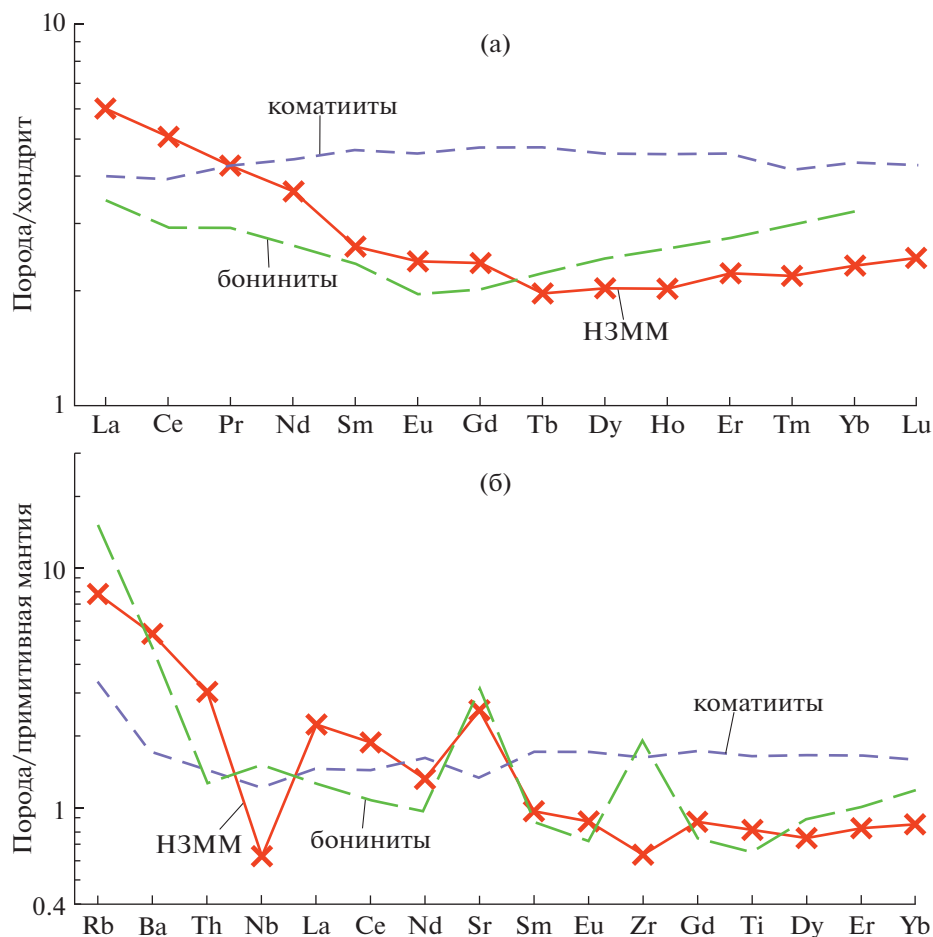 10
(а)
коматииты
Порода/хондрит
бониниты
НЗММ
1
La Ce Pr Nd Sm Eu Gd Tb Dy Ho Er Tm Yb Lu
(б)
10
Порода/примитивная мантия
коматииты
1
НЗММ
бониниты
0.4
Rb Ba Th Nb La Ce Nd Sr Sm Eu Zr Gd Ti Dy Er Yb